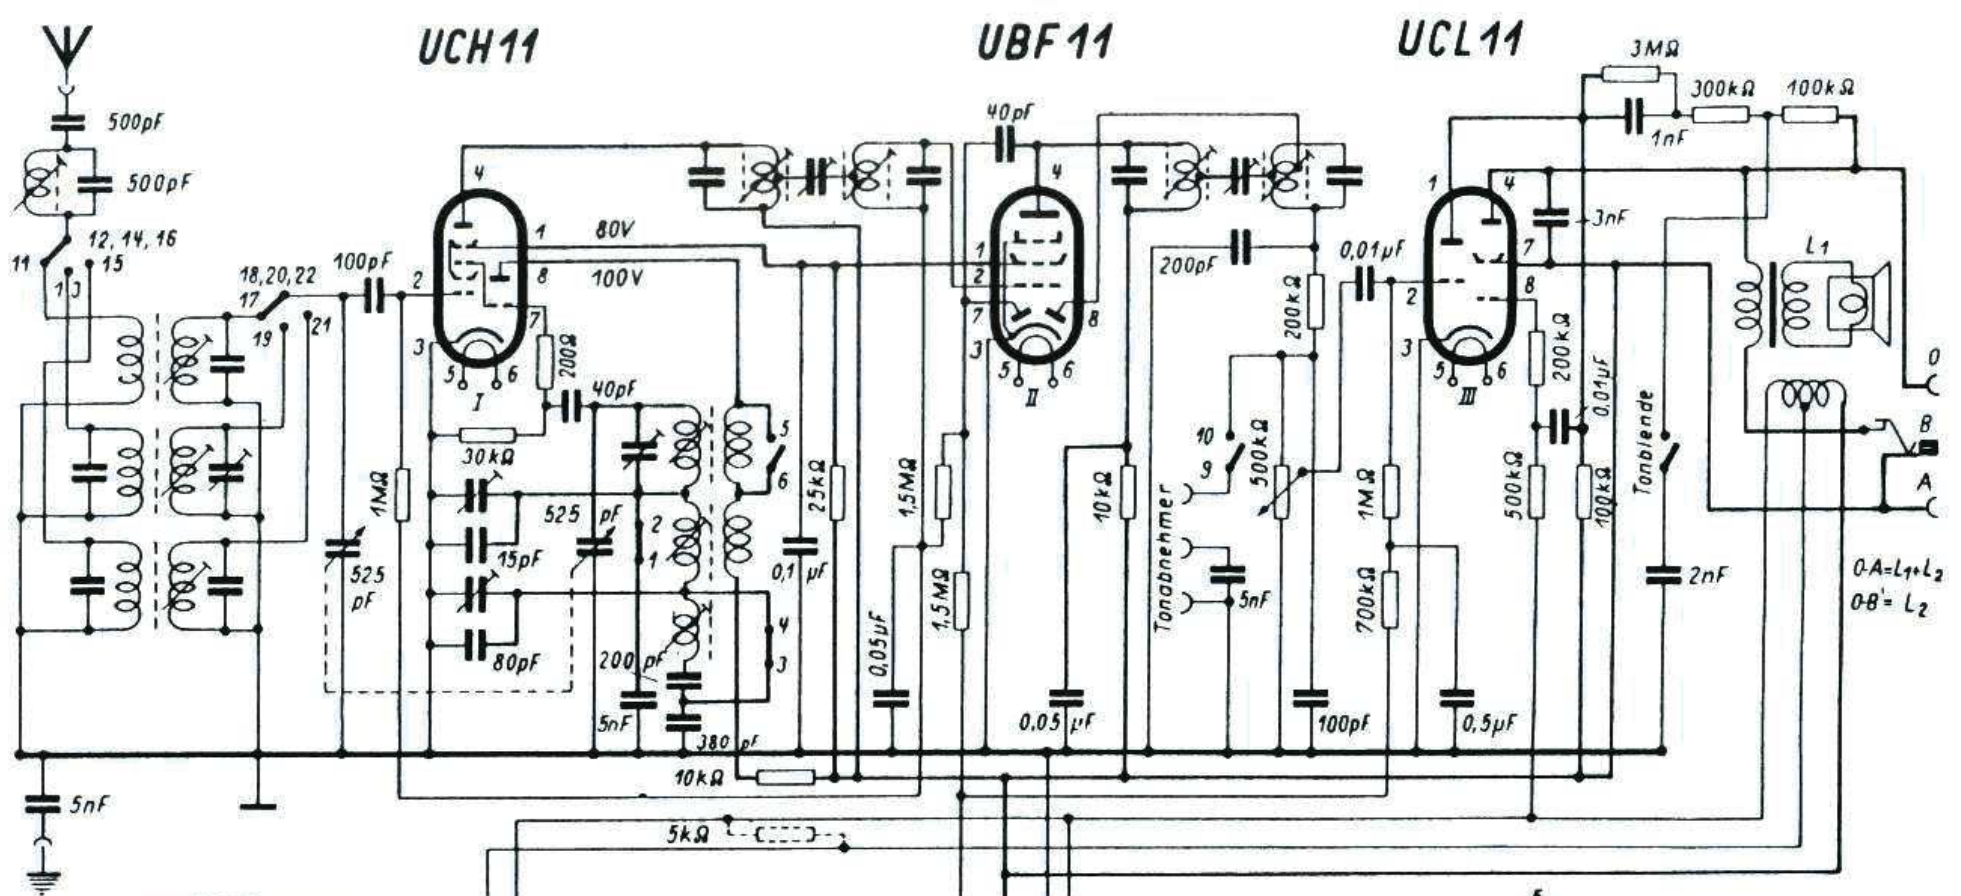 UCH11
UBF11
UCL11
500pF
500pF
12, 14, 16
11
13
15
18,20,22
17
19
21
100pF
2
4
1
80V
8
100V
7
3
5
6
I
200Ω
40pF
30kΩ
1MΩ
525
pF
15pF
80pF
525 pF
2
1
5
6
4
3
200 pF
5nF
380 pF
10kΩ
5kΩ
0,1 µF
25kΩ
0,05µF
1,5MΩ
1,5MΩ
40pF
4
1
2
7
8
3
5
6
II
0,05 µF
10kΩ
200pF
200kΩ
0,01µF
10
9
500kΩ
Tonabnehmer
5nF
100pF
1MΩ
700kΩ
0,5µF
1
4
7
2
8
3
5
6
III
3MΩ
1nF
300kΩ
100kΩ
3nF
200kΩ
0,01µF
500kΩ
100kΩ
Tonblende
2nF
L1
0
B
A
0-A=L1+L2
0-B'= L2
5nF